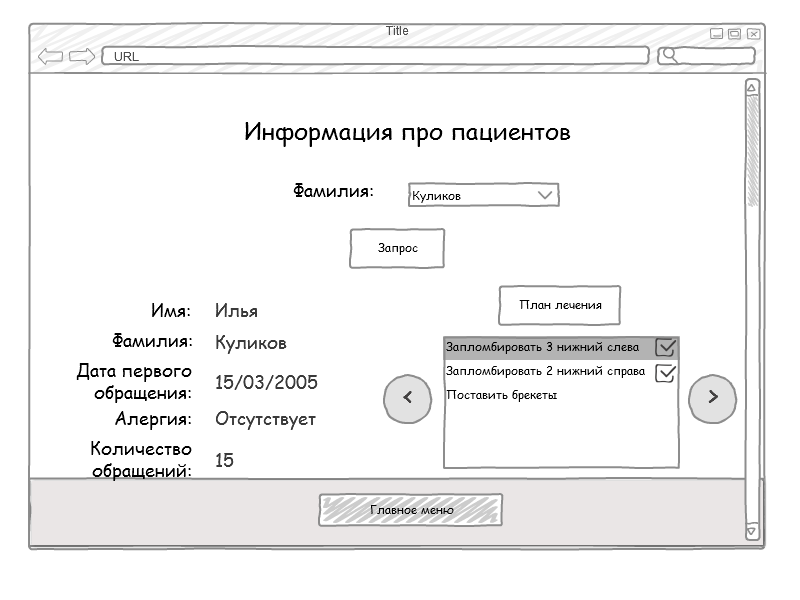 Title
URL
Информация про пациентов
Фамилия:
Куликов
Запрос
План лечения
Имя:
Илья
Фамилия:
Куликов
Дата первого
обращения:
15/03/2005
Алергия:
Отсутствует
Количество
обращений:
15
Запломбировать 3 нижний слева
Запломбировать 2 нижний справа
Поставить брекеты
Главное меню